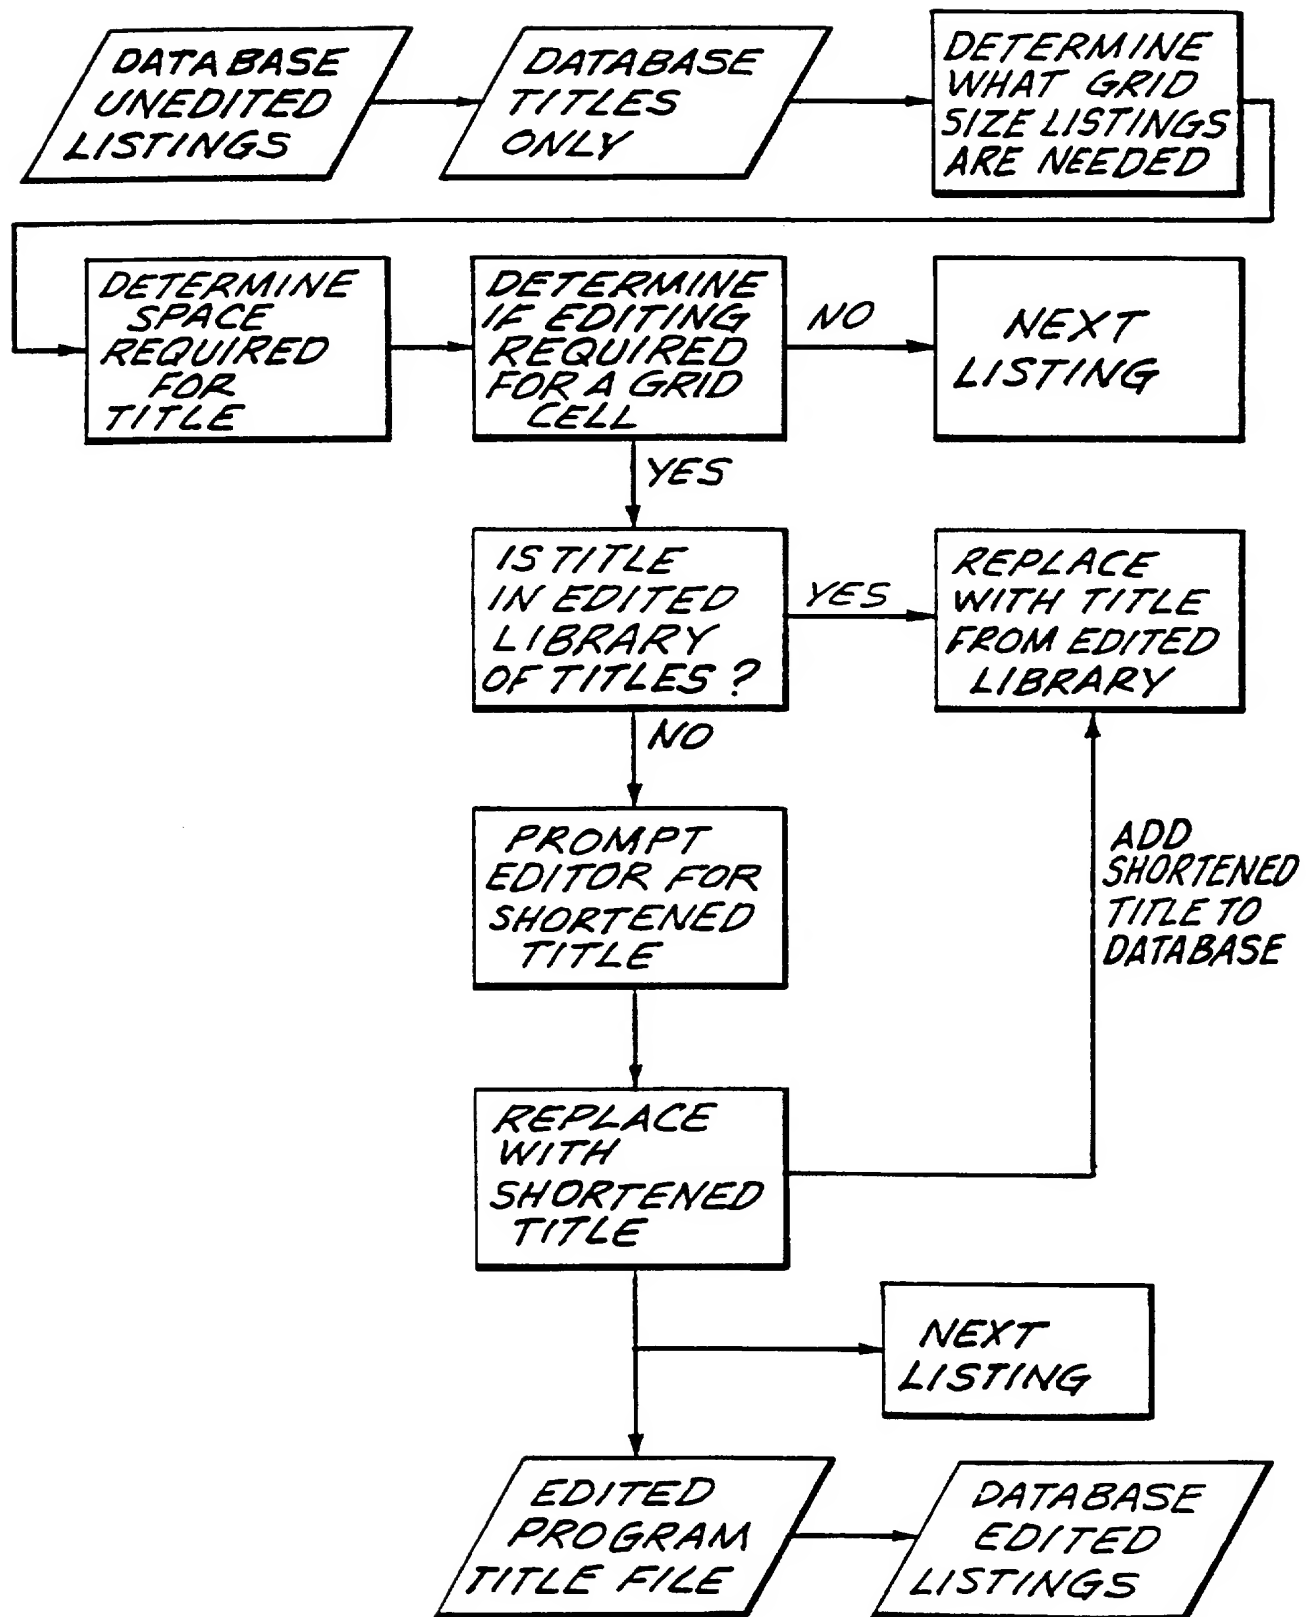 DATABASE
UNEDITED
LISTINGS
DATABASE
TITLES
ONLY
DETERMINE
WHAT GRID
SIZE LISTINGS
ARE NEEDED
DETERMINE
SPACE
REQUIRED
FOR
TITLE
DETERMINE
IF EDITING
REQUIRED
FOR A GRID
CELL
NO
NEXT
LISTING
YES
IS TITLE
IN EDITED
LIBRARY
OF TITLES?
YES
REPLACE
WITH TITLE
FROM EDITED
LIBRARY
NO
PROMPT
EDITOR FOR
SHORTENED
TITLE
ADD
SHORTENED
TITLE TO
DATABASE
REPLACE
WITH
SHORTENED
TITLE
NEXT
LISTING
EDITED
PROGRAM
TITLE FILE
DATABASE
EDITED
LISTINGS